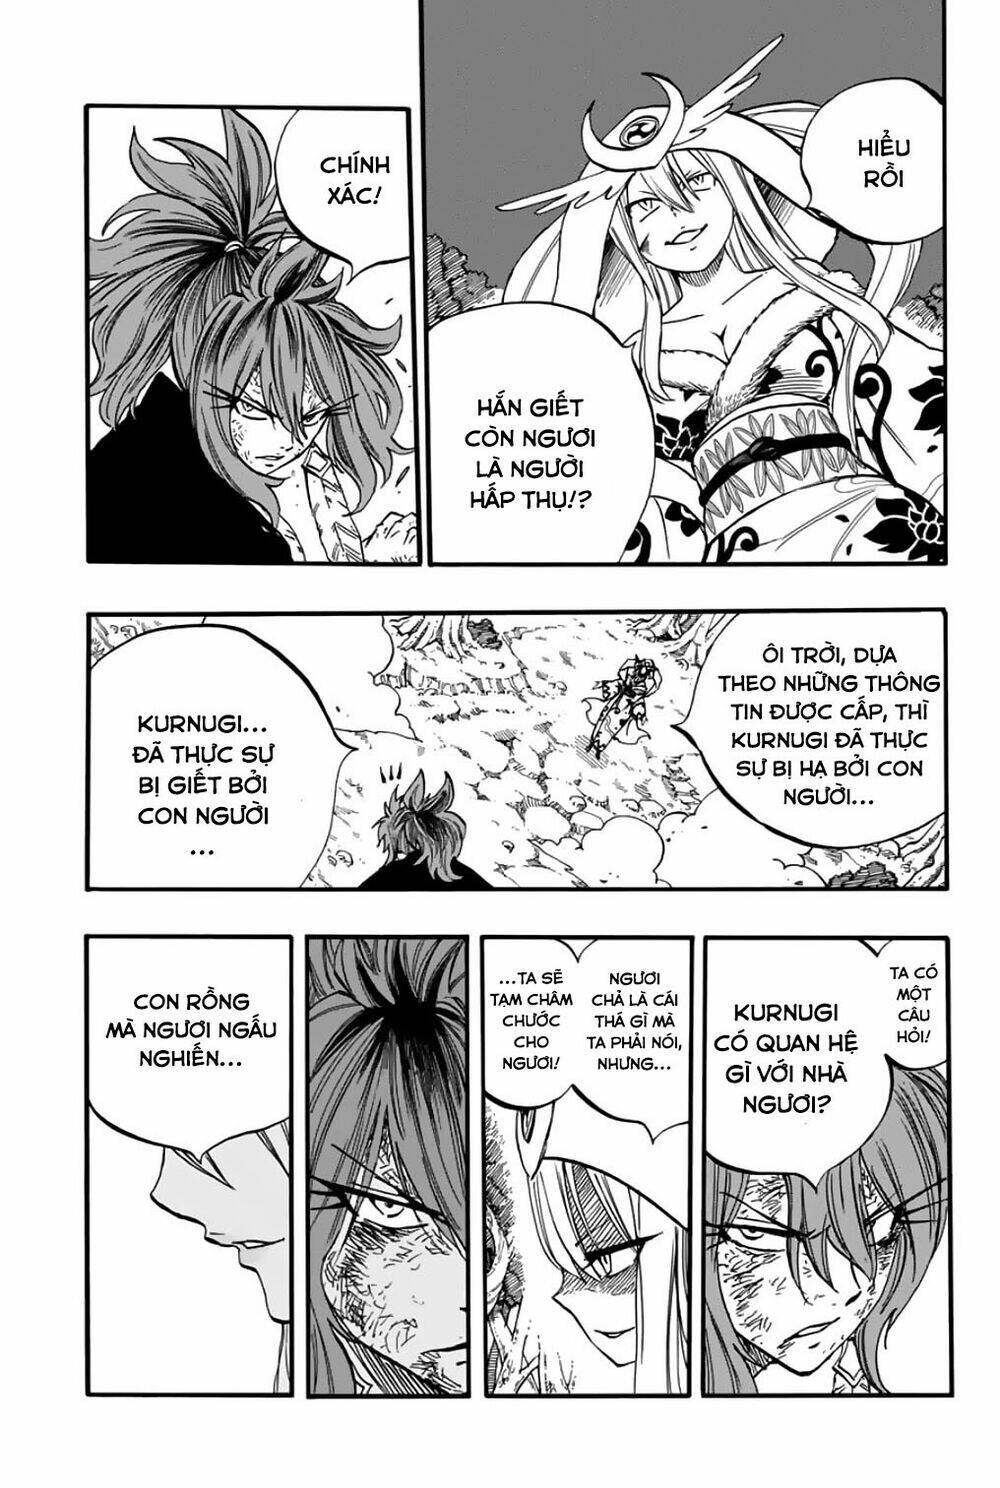 HIỂU
RỒI
HẮN GIẾT
CÒN NGƯƠI
LÀ NGƯỜI
HẤP THỤ!?
CHÍNH
XÁC!
ÔI TRỜI, DỰA
THEO NHỮNG THÔNG
TIN ĐƯỢC CẤP, THÌ
KURNUGI ĐÃ THỰC
SỰ BỊ HẠ BỞI CON
NGƯỜI...
KURNUGI...
ĐÃ THỰC SỰ
BỊ GIẾT BỞI
CON NGƯỜI
...
TA CÓ
MỘT
CÂU
HỎI!
KURNUGI
CÓ QUAN HỆ
GÌ VỚI NHÀ
NGƯƠI?
NGƯƠI
CHẢ LÀ CÁI
THÁ GÌ MÀ
TA PHẢI NÓI,
NHƯNG...
...TA SẼ
TẠM CHÂM
CHƯỚC
CHO
NGƯƠI!
CON RỒNG
MÀ NGƯƠI NGẤU
NGHIẾN...